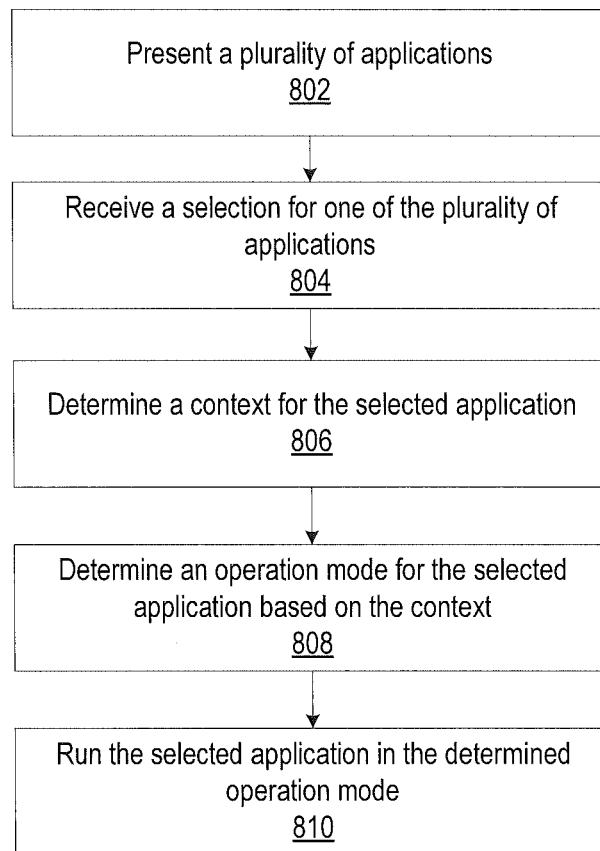 Present a plurality of applications
802
Receive a selection for one of the plurality of
applications
804
Determine a context for the selected application
806
Determine an operation mode for the selected
application based on the context
808
Run the selected application in the determined
operation mode
810